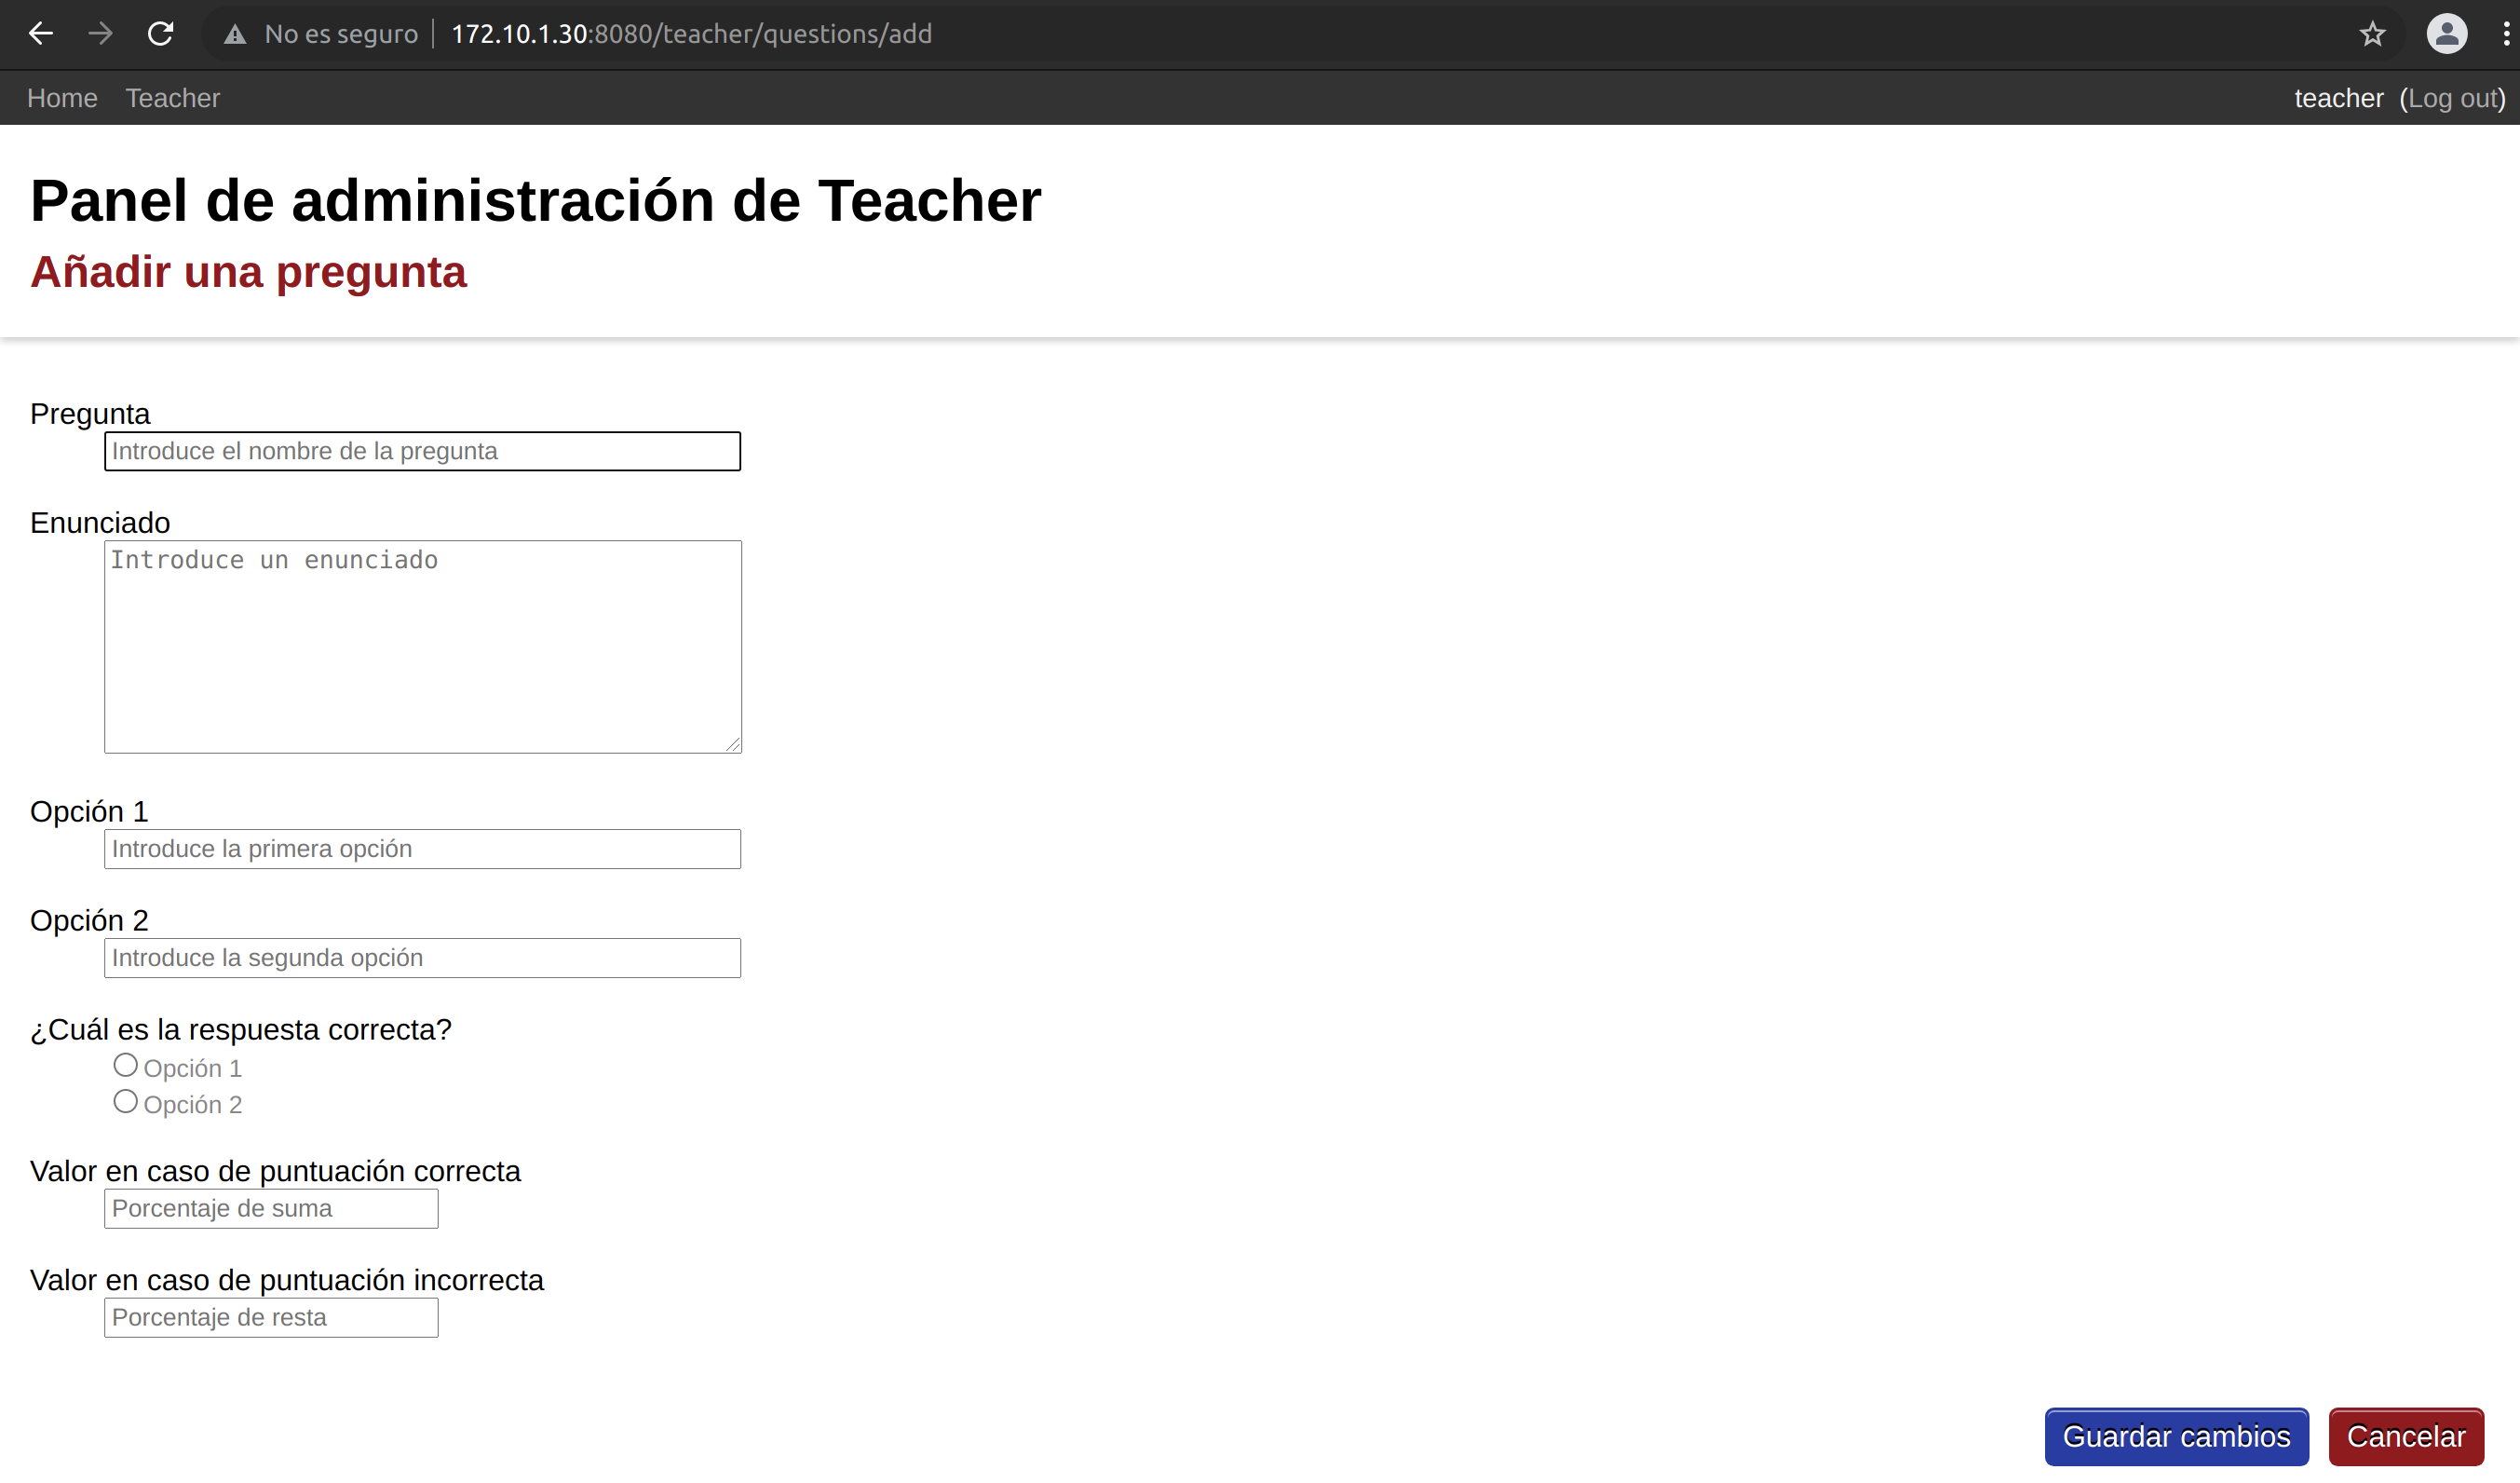 No es seguro 172.10.1.30:8080/teacher/questions/add
Home Teacher teacher (Log out)
Panel de administración de Teacher
Añadir una pregunta
Pregunta
Introduce el nombre de la pregunta
Enunciado
Introduce un enunciado
Opción 1
Introduce la primera opción
Opción 2
Introduce la segunda opción
¿Cuál es la respuesta correcta?
Opción 1
Opción 2
Valor en caso de puntuación correcta
Porcentaje de suma
Valor en caso de puntuación incorrecta
Porcentaje de resta
Guardar cambios Cancelar